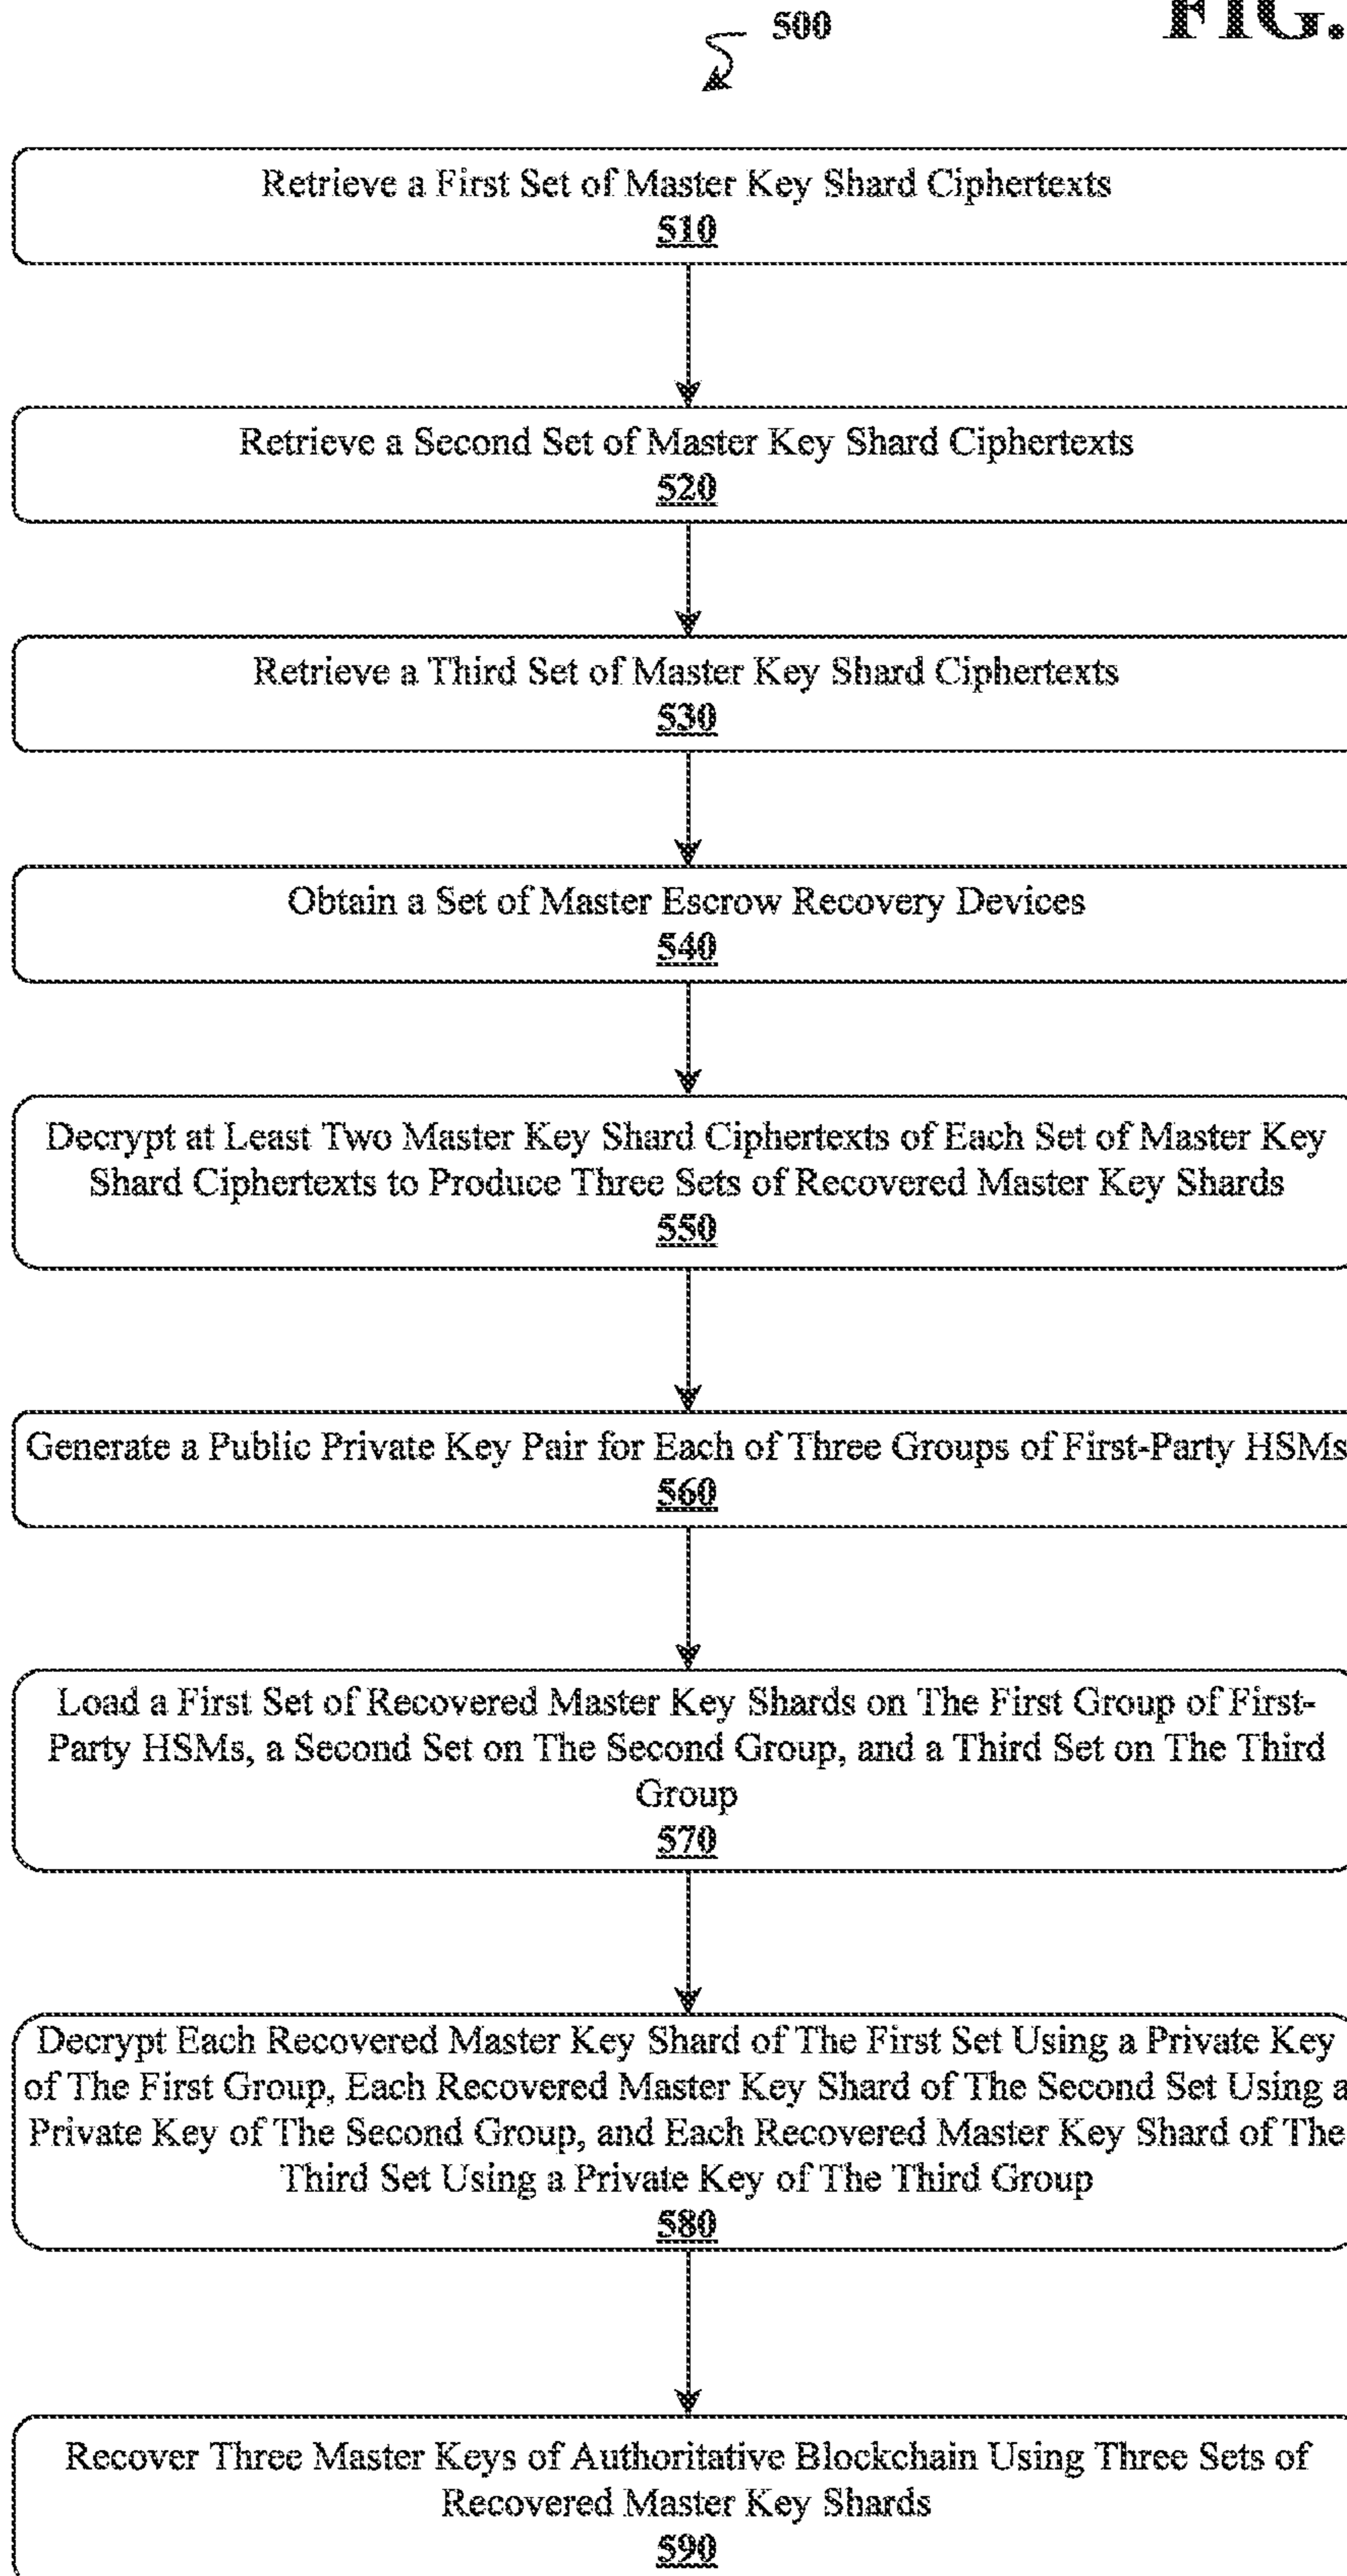 FIG.
500
Retrieve a First Set of Master Key Shard Ciphertexts
510
Retrieve a Second Set of Master Key Shard Ciphertexts
520
Retrieve a Third Set of Master Key Shard Ciphertexts
530
Obtain a Set of Master Escrow Recovery Devices
540
Decrypt at Least Two Master Key Shard Ciphertexts of Each Set of Master Key
Shard Ciphertexts to Produce Three Sets of Recovered Master Key Shards
550
Generate a Public Private Key Pair for Each of Three Groups of First-Party HSMs
560
Load a First Set of Recovered Master Key Shards on The First Group of First-
Party HSMs, a Second Set on The Second Group, and a Third Set on The Third
Group
570
Decrypt Each Recovered Master Key Shard of The First Set Using a Private Key
of The First Group, Each Recovered Master Key Shard of The Second Set Using a
Private Key of The Second Group, and Each Recovered Master Key Shard of The
Third Set Using a Private Key of The Third Group
580
Recover Three Master Keys of Authoritative Blockchain Using Three Sets of
Recovered Master Key Shards
590